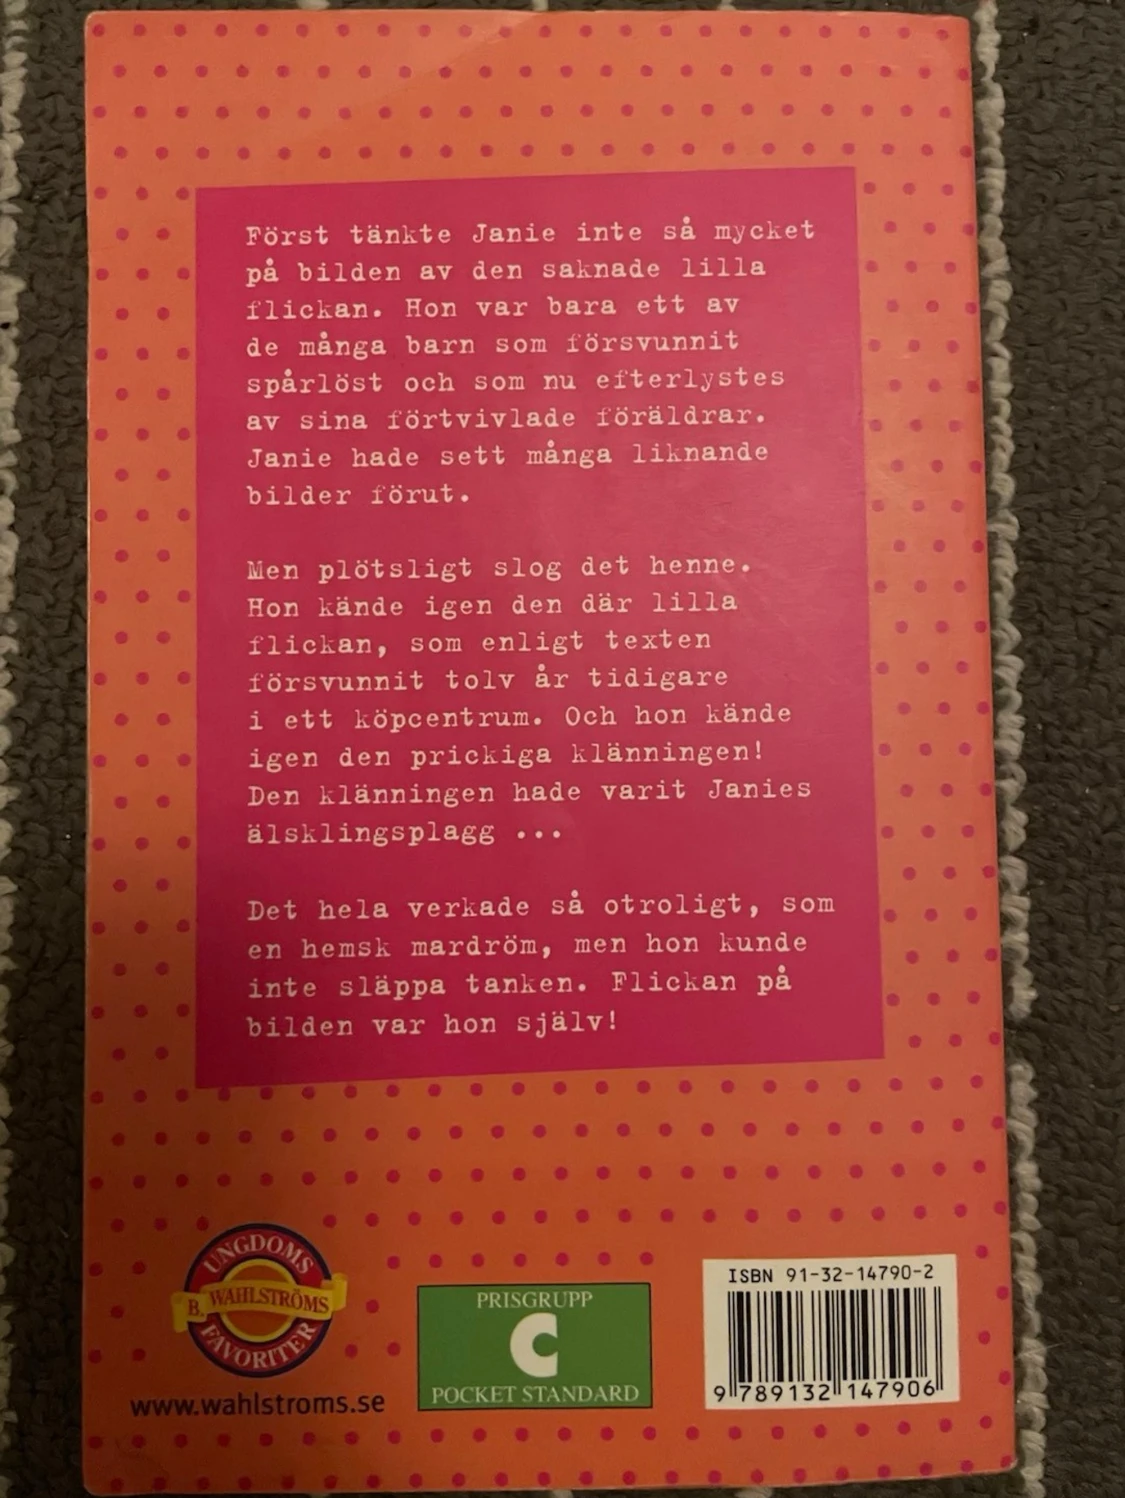 Först tänkte Janie inte så mycket
på bilden av den saknade lilla
flickan. Hon var bara ett av
de många barn som försvunnit
spårlöst och som nu efterlystes
av sina förtvivlade föräldrar.
Janie hade sett många liknande
bilder förut.
Men plötsligt slog det henne.
Hon kände igen den där lilla
flickan, som enligt texten
försvunnit tolv år tidigare
i ett köpcentrum. Och hon kände
igen den prickiga klänningen!
Den klänningen hade varit Janies
älsklingsplagg ...
Det hela verkade så otroligt, som
en hemsk mardröm, men hon kunde
inte släppa tanken. Flickan på
bilden var hon själv!
UNGDOMS
B. WAHLSTRÖMS
FAVORITER
www.wahlstroms.se
PRISGRUPP
C
POCKET STANDARD
ISBN 91-32-14790-2
9 789132 147906